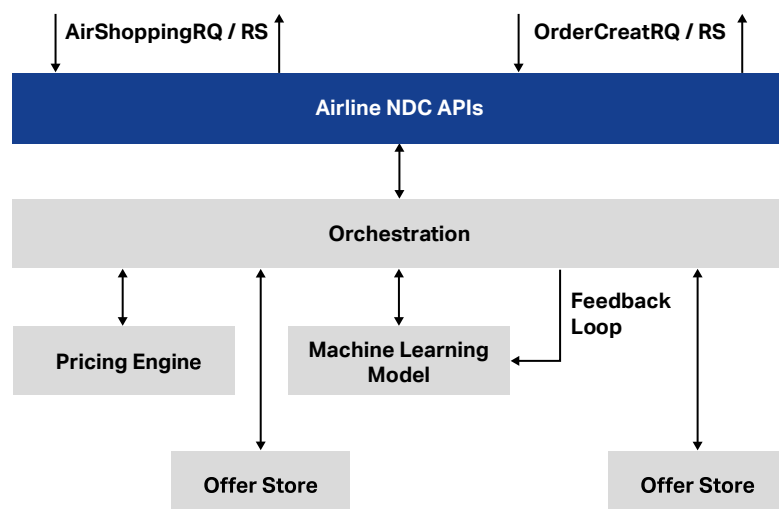 AirShoppingRQ / RS
OrderCreatRQ / RS
Airline NDC APIs
Orchestration
Feedback
Loop
Pricing Engine
Machine Learning
Model
Offer Store
Offer Store